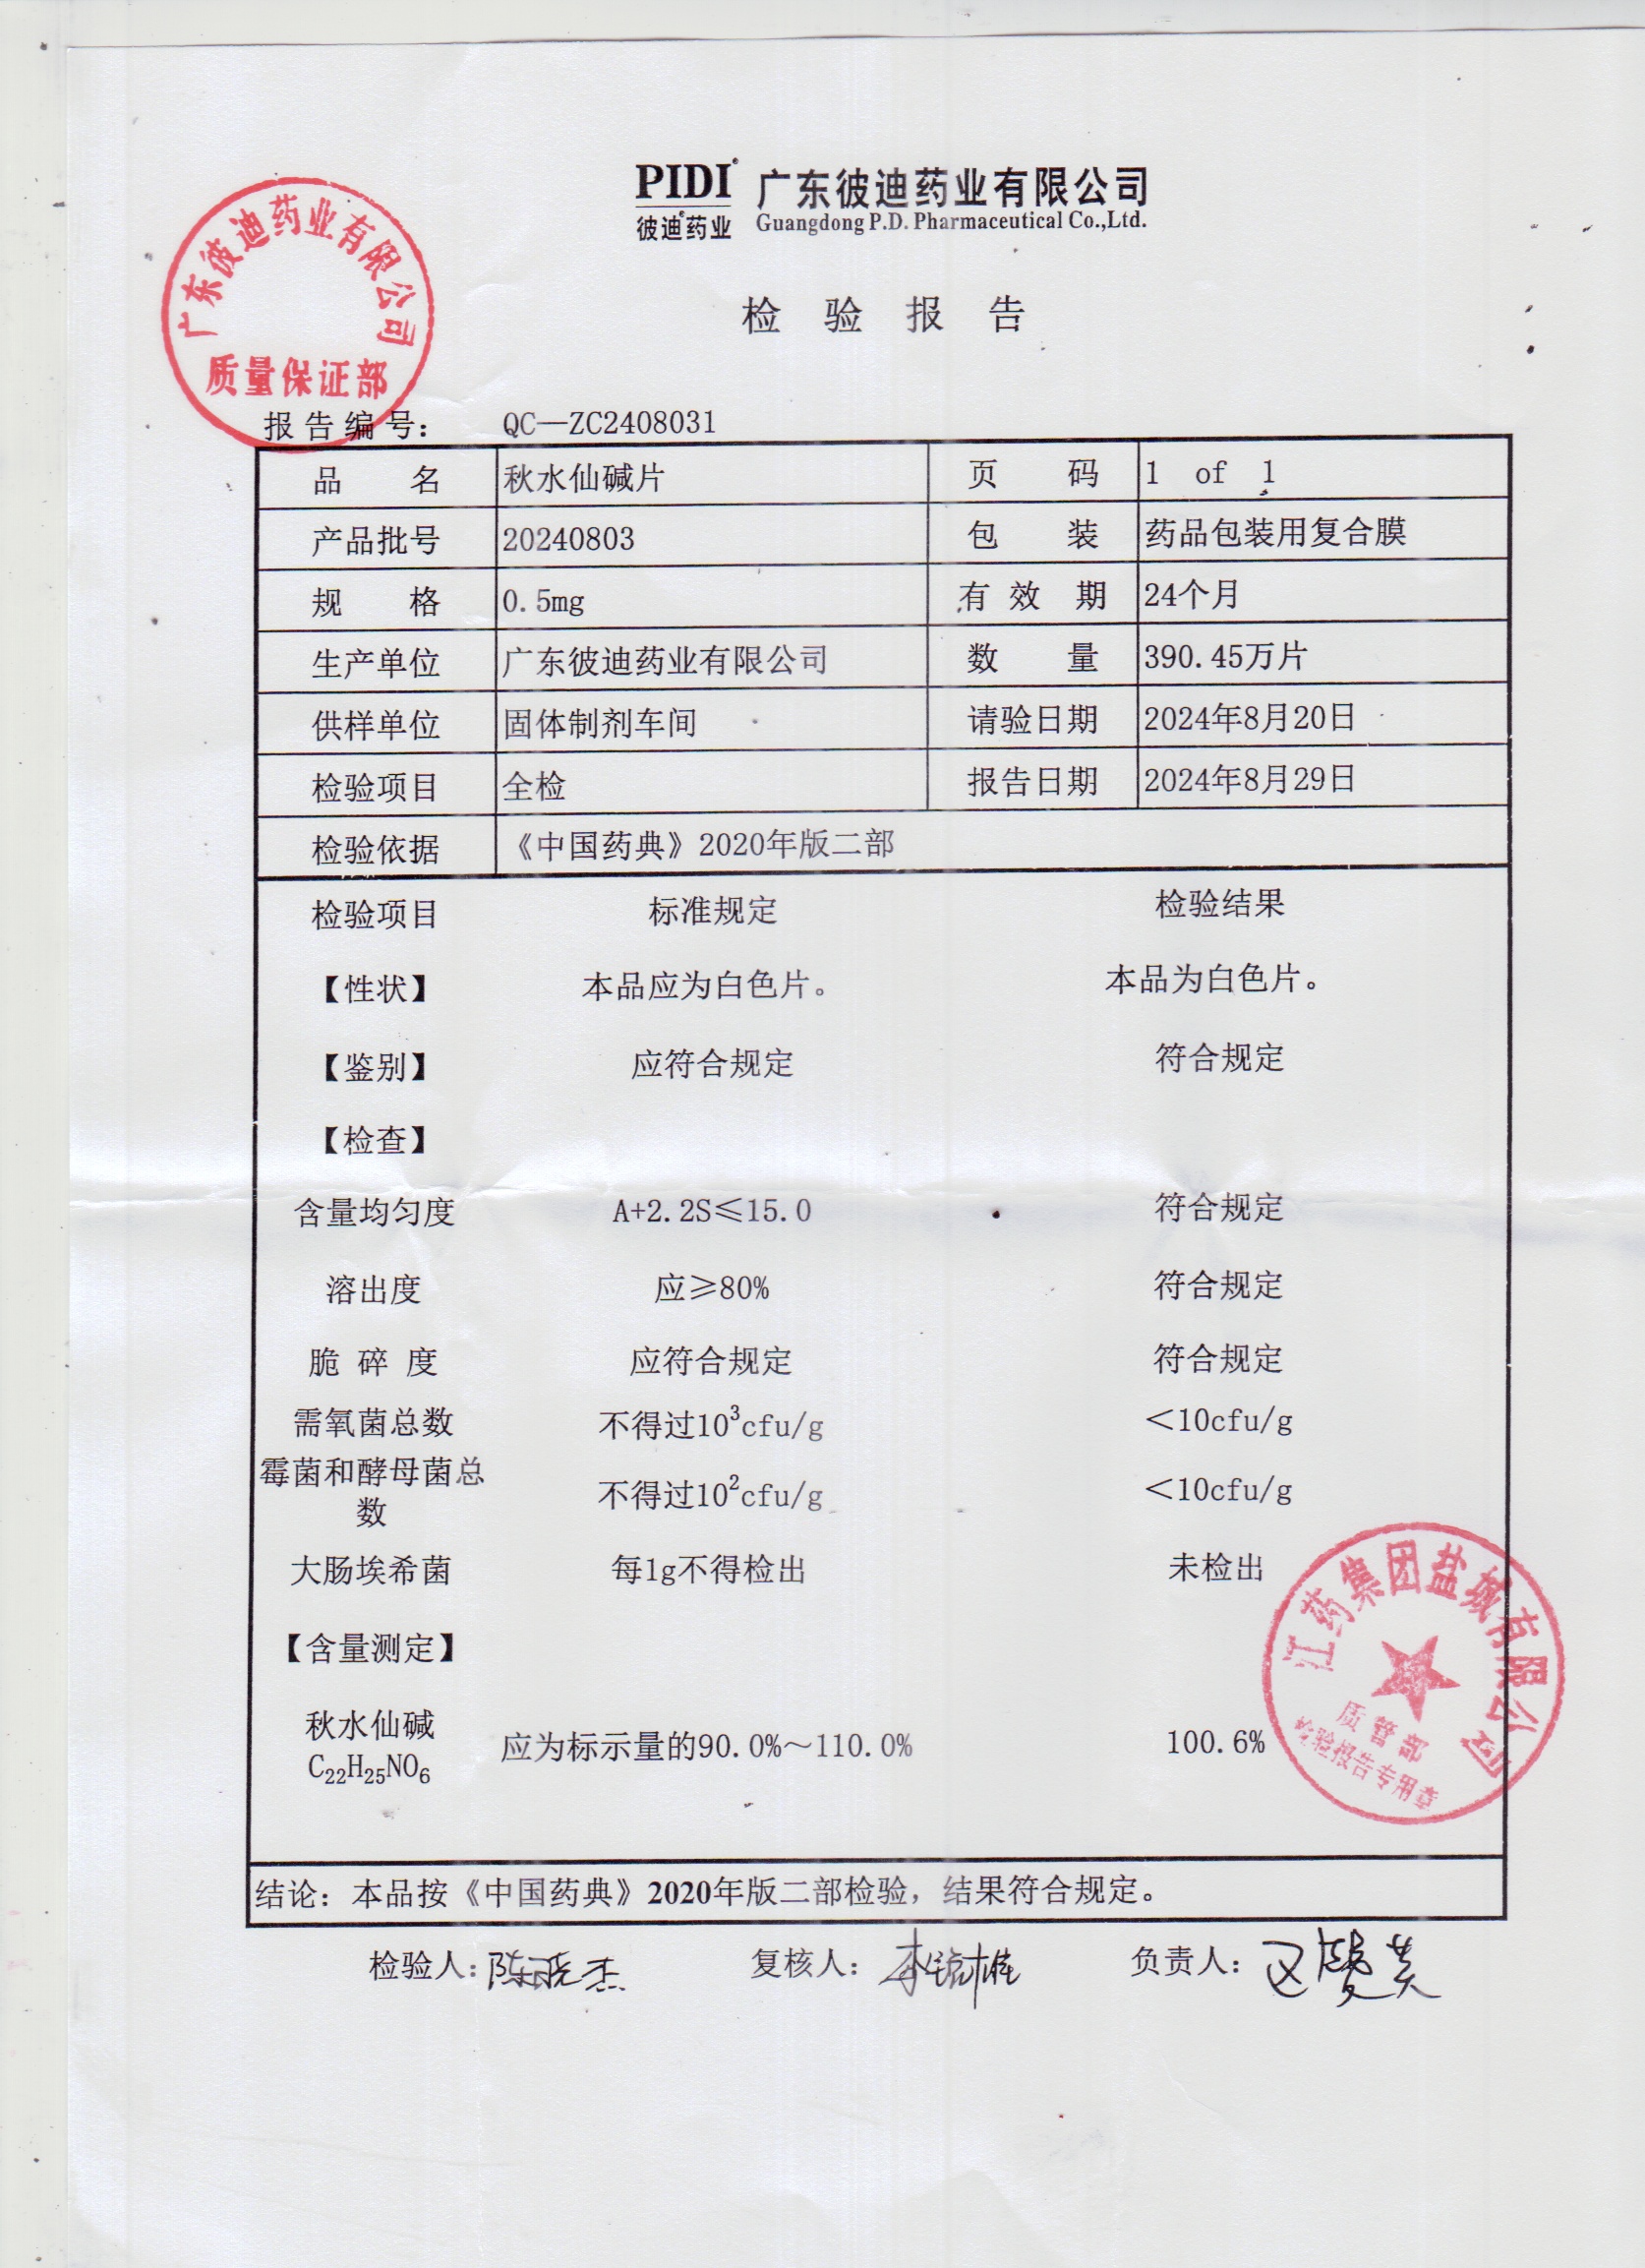 PIDI 广东彼迪药业有限公司
彼迪药业 Guangdong P.D. Pharmaceutical Co.,Ltd.
检 验 报 告
广东彼迪药业有限公司
质量保证部
报告编号： QC—ZC2408031
品 名 秋水仙碱片 页 码 1 of 1
产品批号 20240803 包 装 药品包装用复合膜
规 格 0.5mg 有 效 期 24个月
生产单位 广东彼迪药业有限公司 数 量 390.45万片
供样单位 固体制剂车间 请验日期 2024年8月20日
检验项目 全检 报告日期 2024年8月29日
检验依据 《中国药典》2020年版二部
检验项目 标准规定 检验结果
【性状】 本品应为白色片。 本品为白色片。
【鉴别】 应符合规定 符合规定
【检查】
含量均匀度 A+2.2S≤15.0 符合规定
溶出度 应≥80% 符合规定
脆 碎 度 应符合规定 符合规定
需氧菌总数 不得过10³cfu/g ＜10cfu/g
霉菌和酵母菌总
数 不得过10²cfu/g ＜10cfu/g
大肠埃希菌 每1g不得检出 未检出
【含量测定】
秋水仙碱
C₂₂H₂₅NO₆ 应为标示量的90.0%～110.0% 100.6%
江药集团盐城有限公司
质管部
检验报告专用章
结论：本品按《中国药典》2020年版二部检验，结果符合规定。
检验人： 复核人： 负责人：